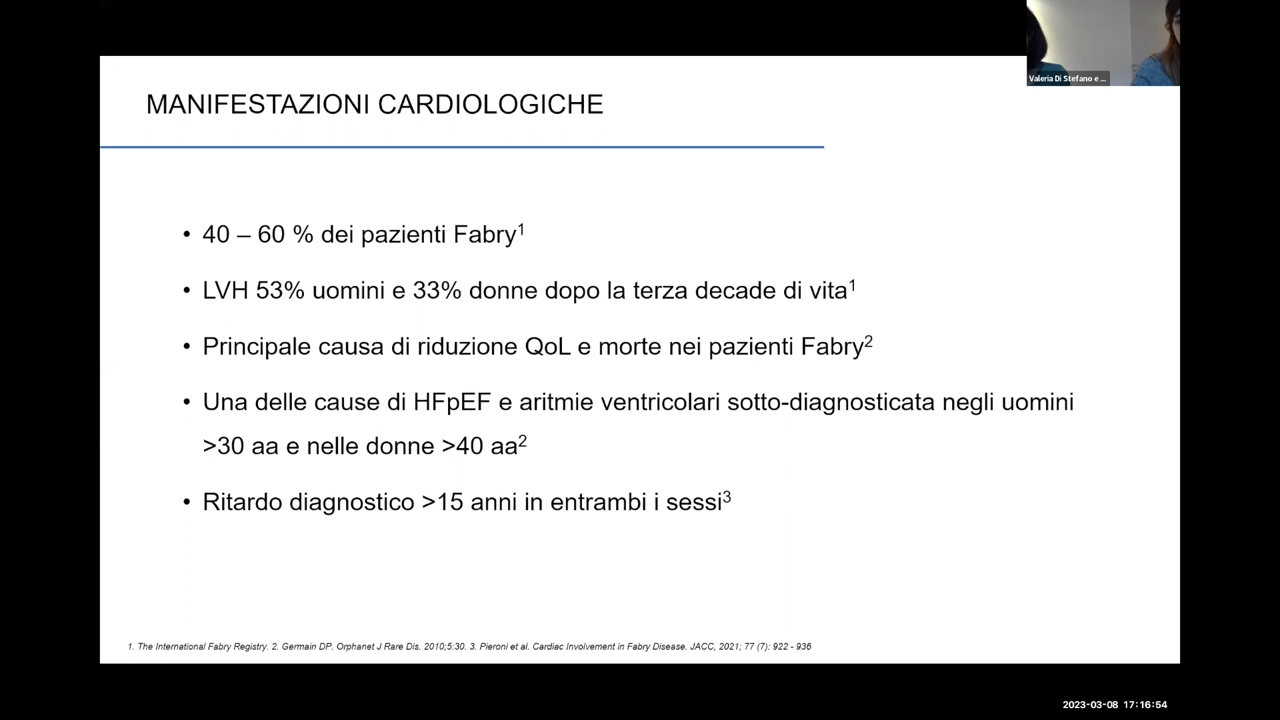 Valeria Di Stefano e ...
MANIFESTAZIONI CARDIOLOGICHE
• 40 – 60 % dei pazienti Fabry¹
• LVH 53% uomini e 33% donne dopo la terza decade di vita¹
• Principale causa di riduzione QoL e morte nei pazienti Fabry²
• Una delle cause di HFpEF e aritmie ventricolari sotto-diagnosticata negli uomini
>30 aa e nelle donne >40 aa²
• Ritardo diagnostico >15 anni in entrambi i sessi³
1. The International Fabry Registry. 2. Germain DP. Orphanet J Rare Dis. 2010;5:30. 3. Pieroni et al. Cardiac Involvement in Fabry Disease. JACC, 2021; 77 (7): 922 - 936
2023-03-08 17:16:54